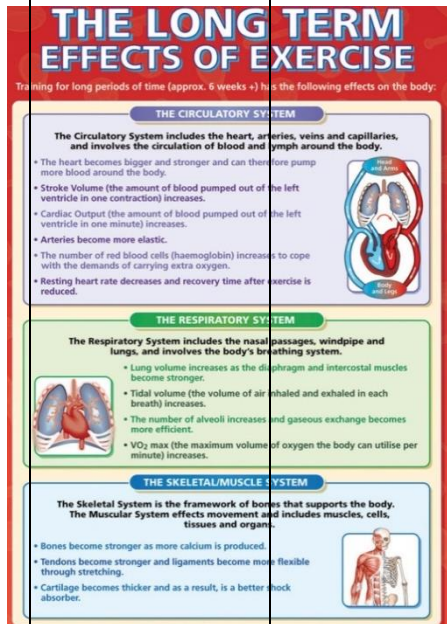 THE LONG TERM
EFFECTS OF EXERCISE
Training for long periods of time (approx. 6 weeks +) has the following effects on the body:
THE CIRCULATORY SYSTEM
The Circulatory System includes the heart, arteries, veins and capillaries,
and involves the circulation of blood and lymph around the body.
• The heart becomes bigger and stronger and can therefore pump
more blood around the body.
• Stroke Volume (the amount of blood pumped out of the left
ventricle in one contraction) increases.
• Cardiac Output (the amount of blood pumped out of the left
ventricle in one minute) increases.
• Arteries become more elastic.
• The number of red blood cells (haemoglobin) increases to cope
with the demands of carrying extra oxygen.
• Resting heart rate decreases and recovery time after exercise is
reduced.
Head
and Arms
Body
and Legs
THE RESPIRATORY SYSTEM
The Respiratory System includes the nasal passages, windpipe and
lungs, and involves the body's breathing system.
• Lung volume increases as the diaphragm and intercostal muscles
become stronger.
• Tidal volume (the volume of air inhaled and exhaled in each
breath) increases.
• The number of alveoli increases and gaseous exchange becomes
more efficient.
• VO2 max (the maximum volume of oxygen the body can utilise per
minute) increases.
THE SKELETAL/MUSCLE SYSTEM
The Skeletal System is the framework of bones that supports the body.
The Muscular System effects movement and includes muscles, cells,
tissues and organs.
• Bones become stronger as more calcium is produced.
• Tendons become stronger and ligaments become more flexible
through stretching.
• Cartilage becomes thicker and as a result, is a better shock
absorber.